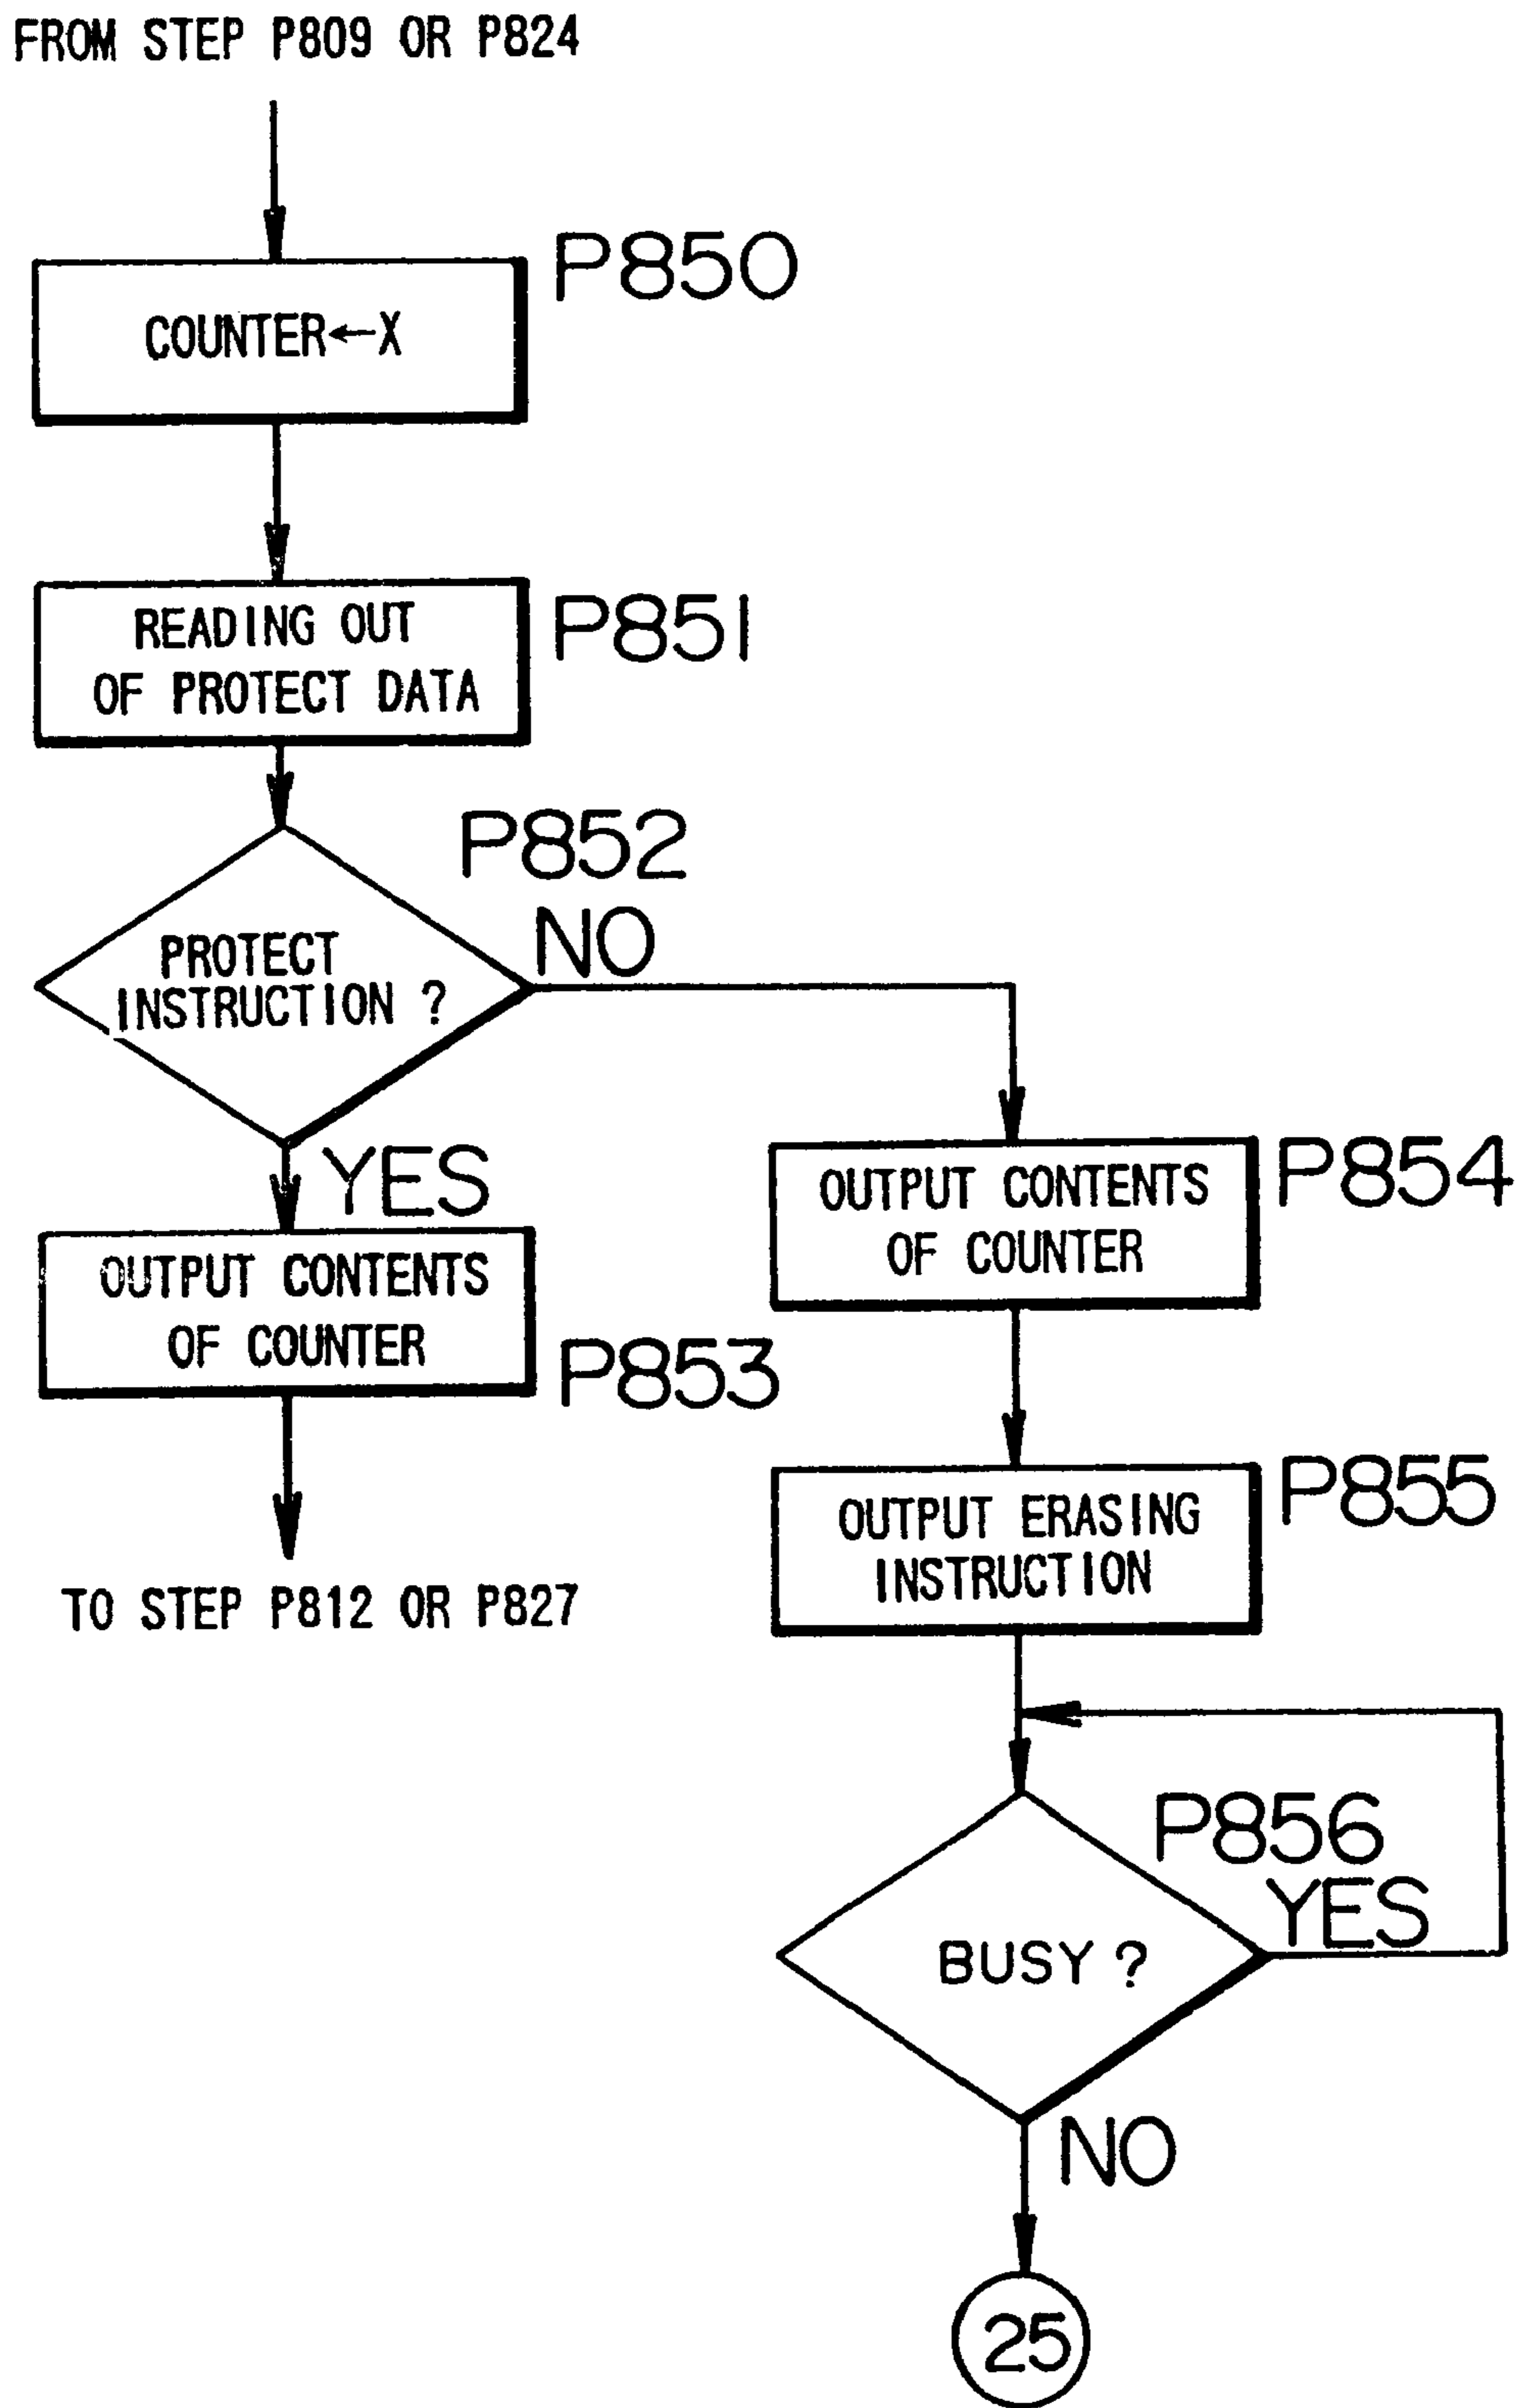 FROM STEP P809 OR P824
P850
COUNTER←X
P851
READING OUT
OF PROTECT DATA
P852
NO
PROTECT
INSTRUCTION ?
YES
P854
OUTPUT CONTENTS
OF COUNTER
OUTPUT CONTENTS
OF COUNTER
P853
P855
OUTPUT ERASING
INSTRUCTION
TO STEP P812 OR P827
P856
YES
BUSY ?
NO
25